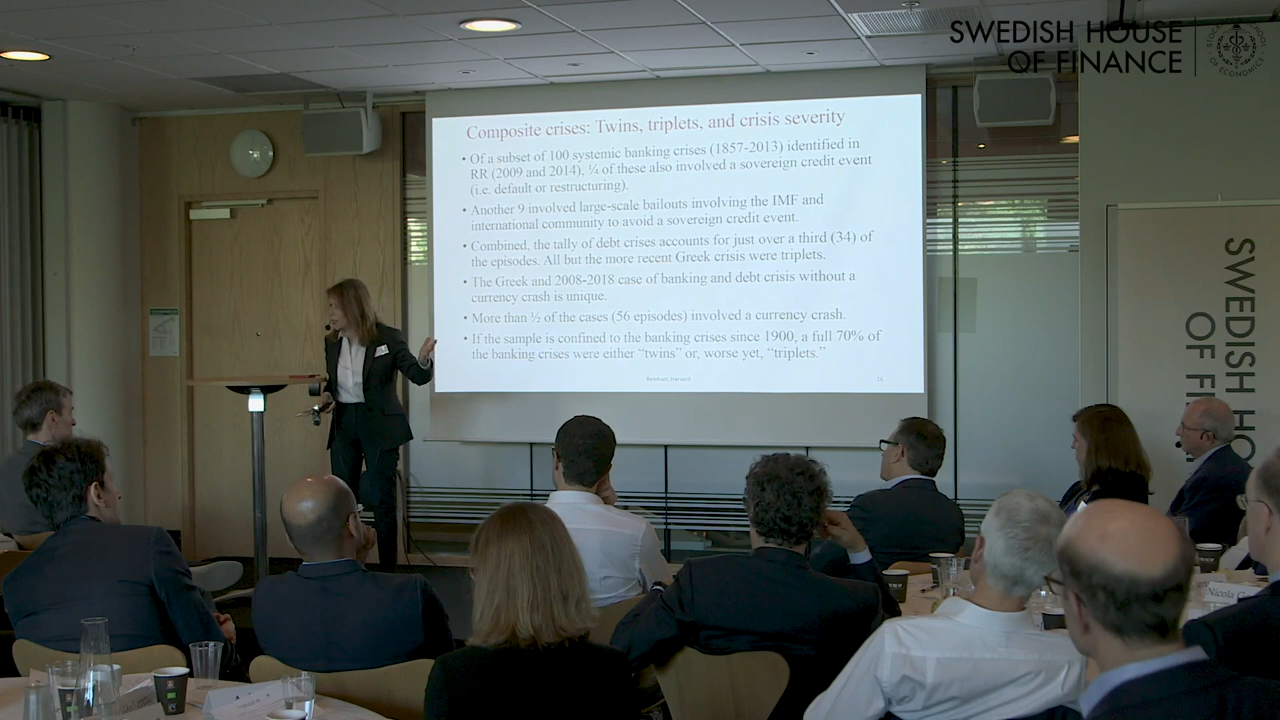 SWEDISH HOUSE
OF FINANCE
Composite crises: Twins, triplets, and crisis severity
• Of a subset of 100 systemic banking crises (1857-2013) identified in
RR (2009 and 2014), ¼ of these also involved a sovereign credit event
(i.e. default or restructuring).
• Another 9 involved large-scale bailouts involving the IMF and
international community to avoid a sovereign credit event.
• Combined, the tally of debt crises accounts for just over a third (34) of
the episodes. All but the more recent Greek crisis were triplets.
• The Greek and 2008-2018 case of banking and debt crisis without a
currency crash is unique.
• More than ½ of the cases (56 episodes) involved a currency crash.
• If the sample is confined to the banking crises since 1900, a full 70% of
the banking crises were either “twins” or, worse yet, “triplets.”
Reinhart, Harvard
16
SWEDISH HO
OF FI
Nicola